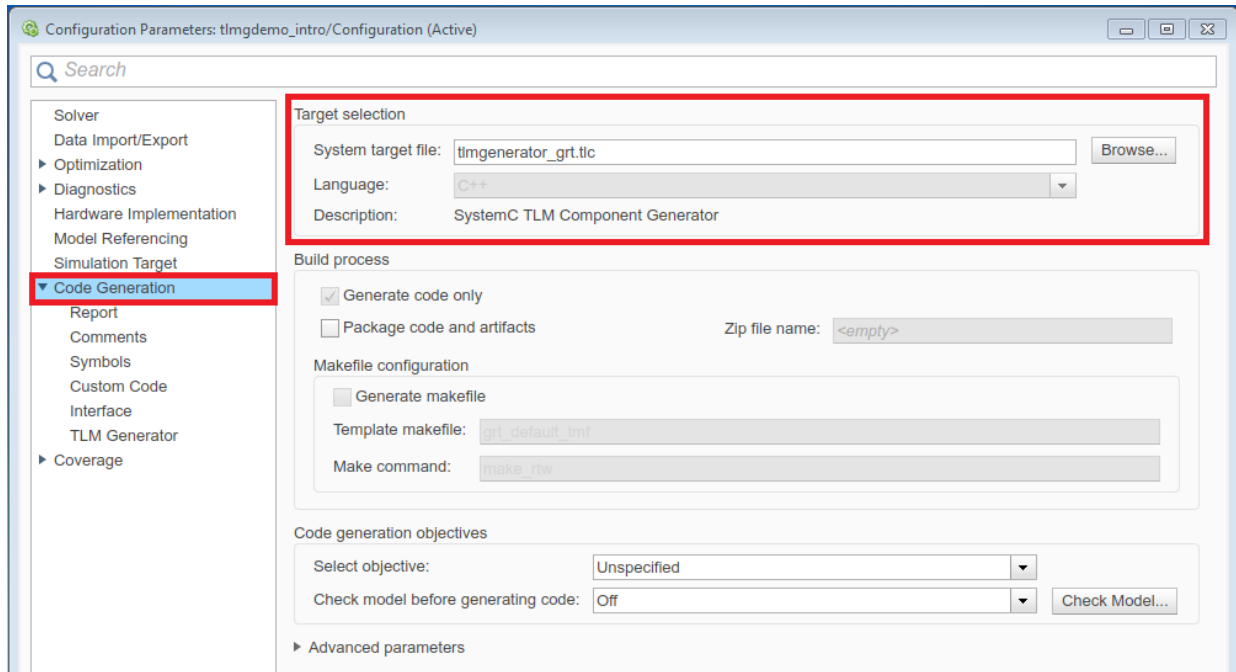 Configuration Parameters: tlmgdemo_intro/Configuration (Active)
Search
Solver
Data Import/Export
Optimization
Diagnostics
Hardware Implementation
Model Referencing
Simulation Target
Code Generation
Report
Comments
Symbols
Custom Code
Interface
TLM Generator
Coverage
Target selection
System target file: tlmgenerator_grt.tlc Browse...
Language: C++
Description: SystemC TLM Component Generator
Build process
Generate code only
Package code and artifacts Zip file name: <empty>
Makefile configuration
Generate makefile
Template makefile: grt_default_tmf
Make command: make_rtw
Code generation objectives
Select objective: Unspecified
Check model before generating code: Off Check Model...
Advanced parameters